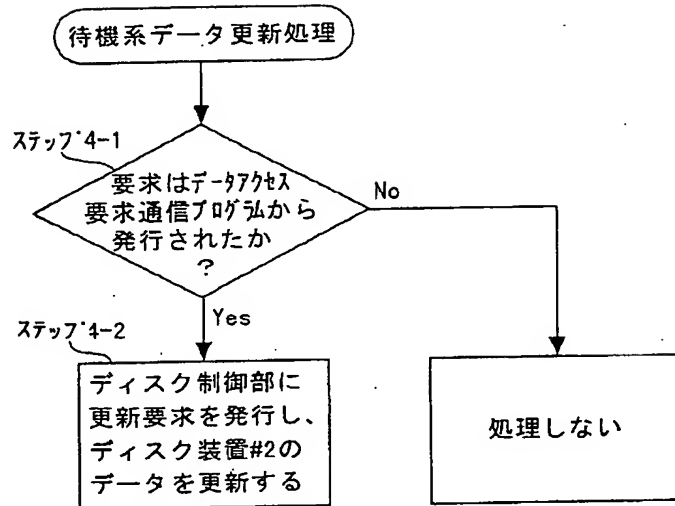 待機系データ更新処理
ステップ4-1
要求はデータアクセス
要求通信プログラムから
発行されたか
?
No
Yes
ステップ4-2
ディスク制御部に
更新要求を発行し、
ディスク装置#2の
データを更新する
処理しない